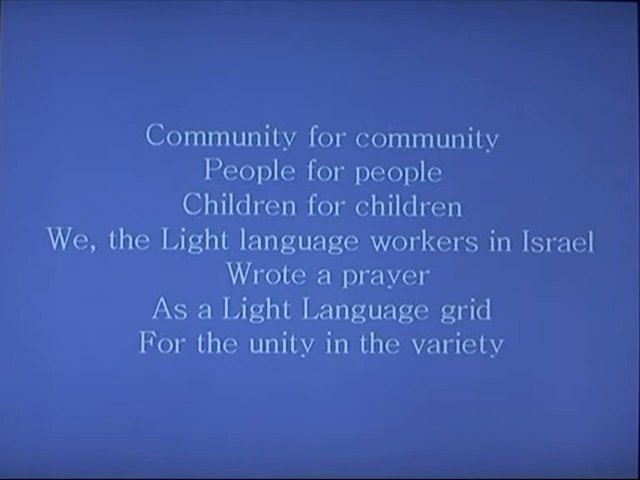 Community for community
People for people
Children for children
We, the Light language workers in Israel
Wrote a prayer
As a Light Language grid
For the unity in the variety